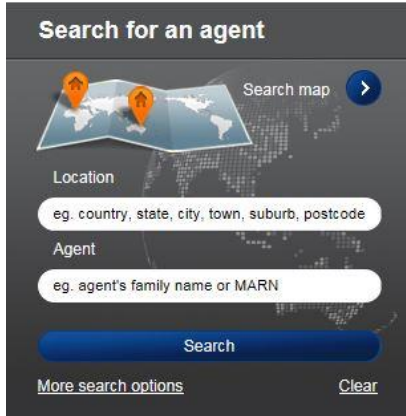 Search for an agent
Search map
Location
eg. country, state, city, town, suburb, postcode
Agent
eg. agent's family name or MARN
Search
More search options
Clear